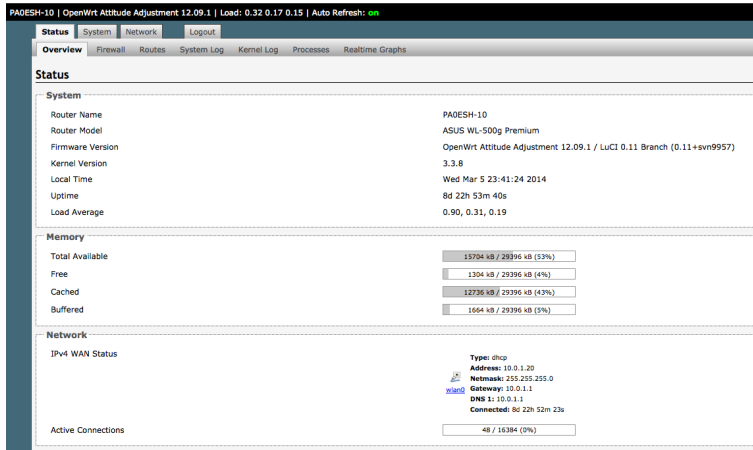 PA0ESH-10 | OpenWrt Attitude Adjustment 12.09.1 | Load: 0.32 0.17 0.15 | Auto Refresh: on
Status System Network Logout
Overview Firewall Routes System Log Kernel Log Processes Realtime Graphs
Status
System
Router Name PA0ESH-10
Router Model ASUS WL-500g Premium
Firmware Version OpenWrt Attitude Adjustment 12.09.1 / LuCI 0.11 Branch (0.11+svn9957)
Kernel Version 3.3.8
Local Time Wed Mar 5 23:41:24 2014
Uptime 8d 22h 53m 40s
Load Average 0.90, 0.31, 0.19
Memory
Total Available 15704 kB / 29396 kB (53%)
Free 1304 kB / 29396 kB (4%)
Cached 12736 kB / 29396 kB (43%)
Buffered 1664 kB / 29396 kB (5%)
Network
IPv4 WAN Status
wlan0
Type: dhcp
Address: 10.0.1.20
Netmask: 255.255.255.0
Gateway: 10.0.1.1
DNS 1: 10.0.1.1
Connected: 8d 22h 52m 23s
Active Connections 48 / 16384 (0%)